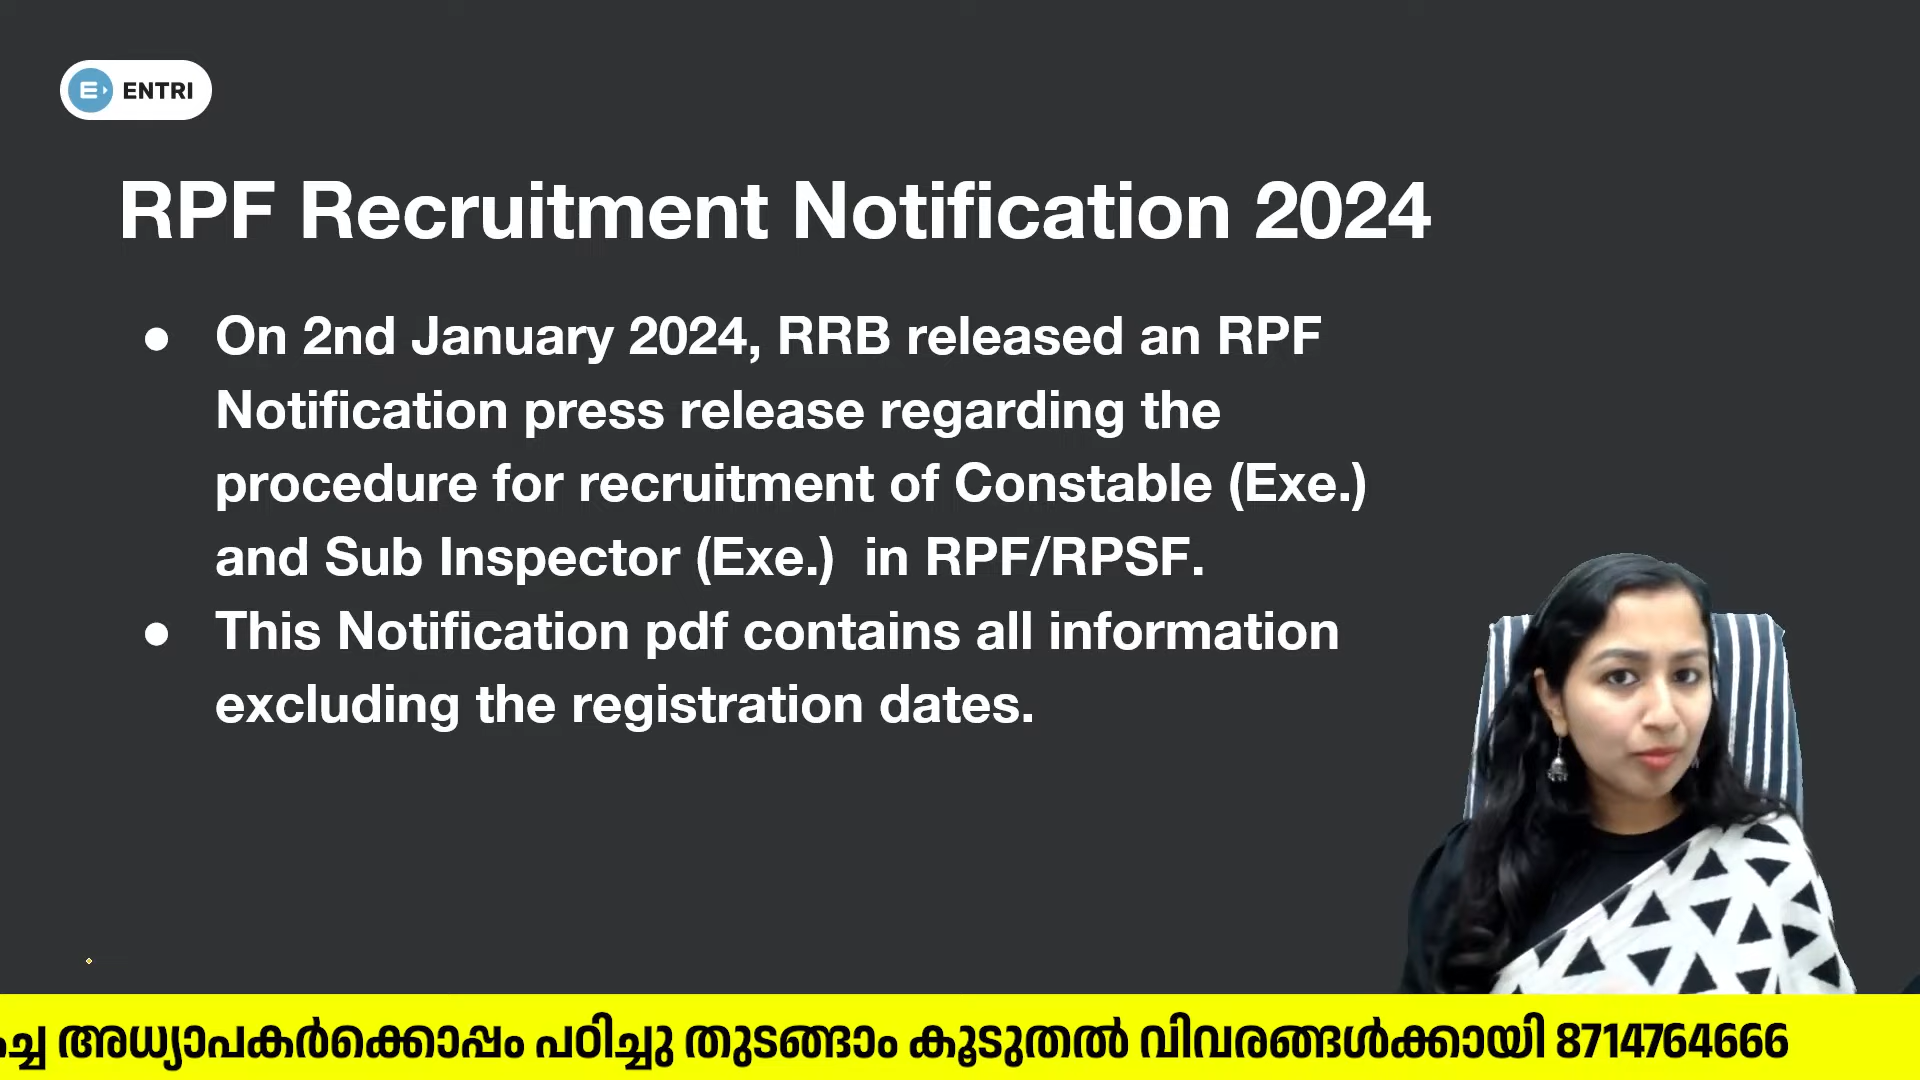 ENTRI
RPF Recruitment Notification 2024
● On 2nd January 2024, RRB released an RPF
Notification press release regarding the
procedure for recruitment of Constable (Exe.)
and Sub Inspector (Exe.)  in RPF/RPSF.
● This Notification pdf contains all information
excluding the registration dates.
അധ്യാപകർക്കൊപ്പം പഠിച്ചു തുടങ്ങാം കൂടുതൽ വിവരങ്ങൾക്കായി 8714764666